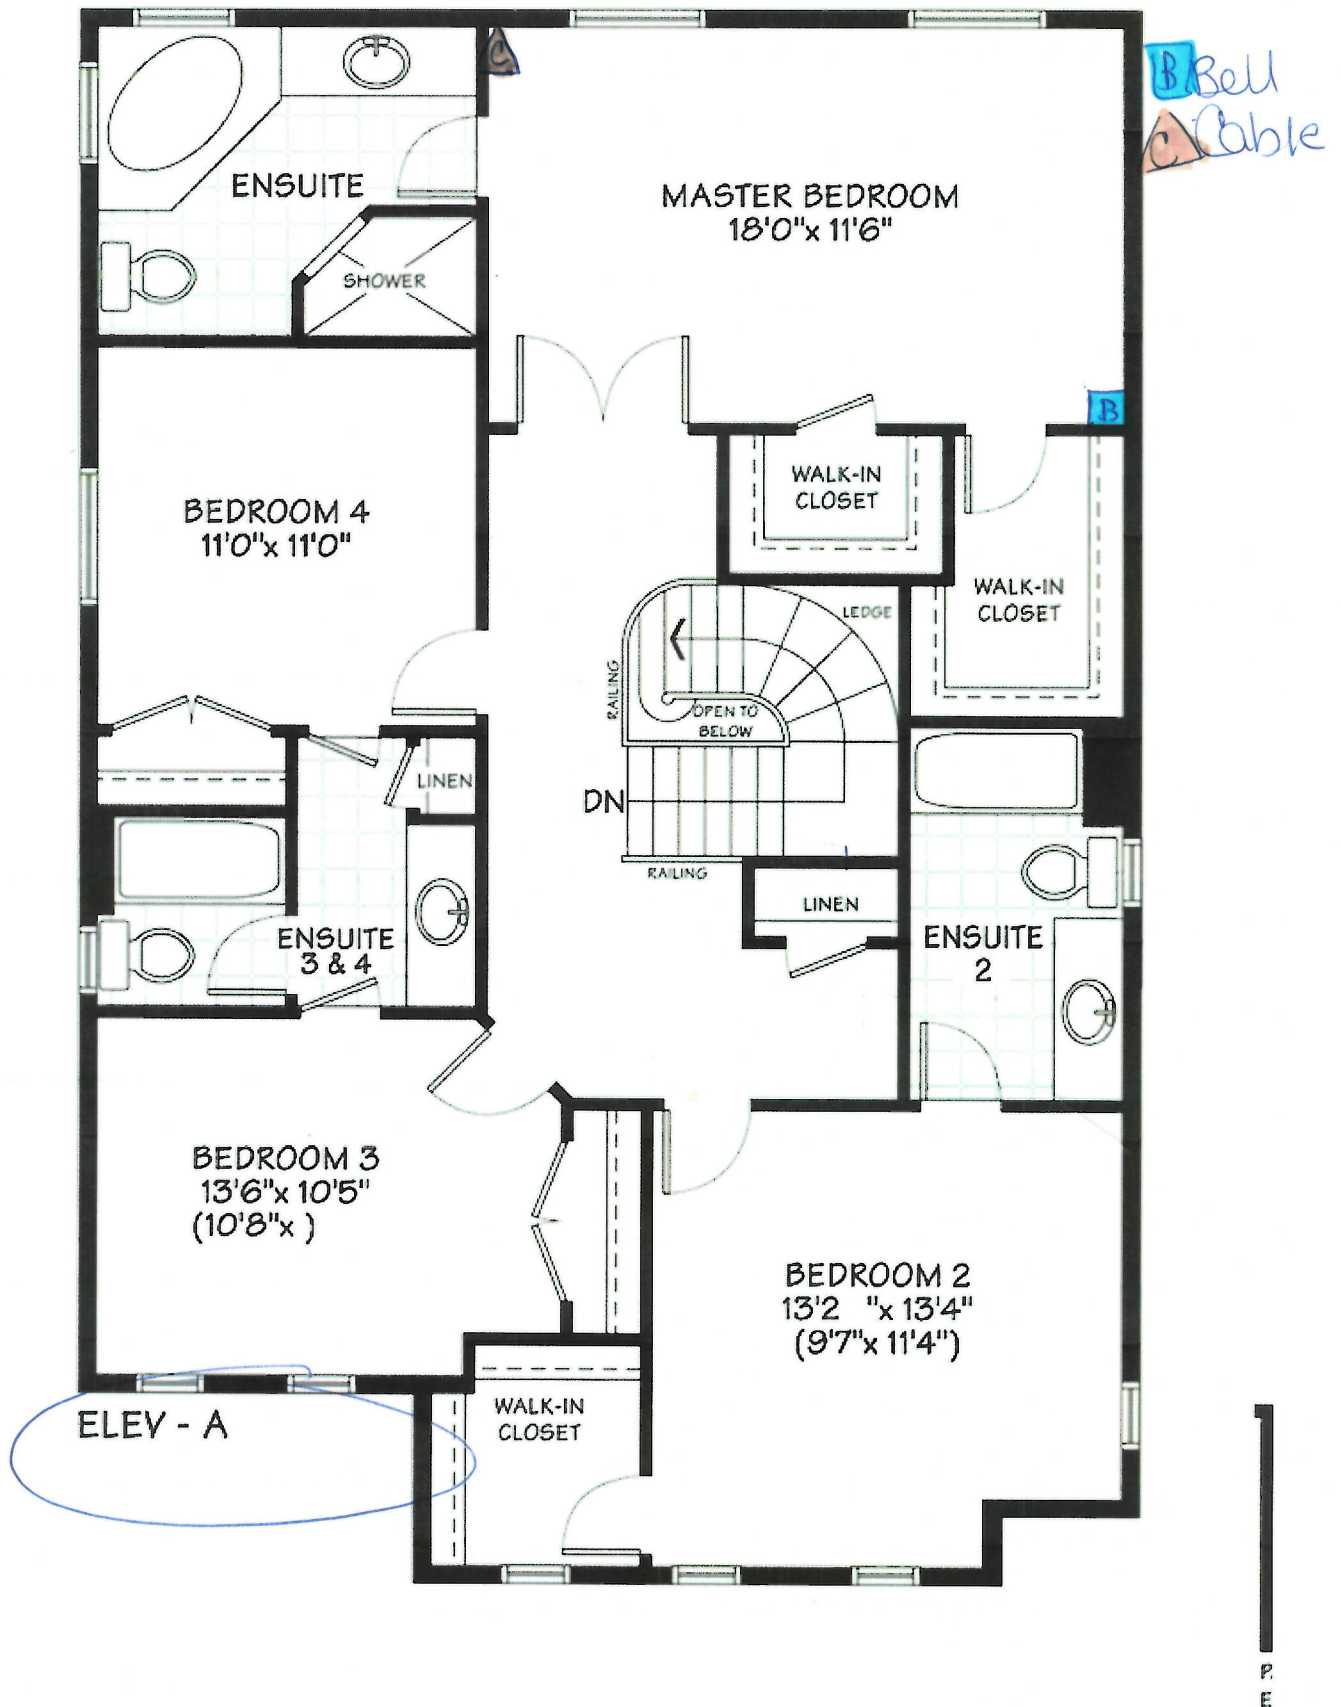 C
B Bell
C Cable
ENSUITE
MASTER BEDROOM
18'0"x 11'6"
SHOWER
B
WALK-IN
CLOSET
BEDROOM 4
11'0"x 11'0"
WALK-IN
CLOSET
LEDGE
RAILING
OPEN TO
BELOW
LINEN
DN
RAILING
LINEN
ENSUITE
3 & 4
ENSUITE
2
BEDROOM 3
13'6"x 10'5"
(10'8"x )
BEDROOM 2
13'2 "x 13'4"
(9'7"x 11'4")
WALK-IN
CLOSET
ELEV - A
P.
E